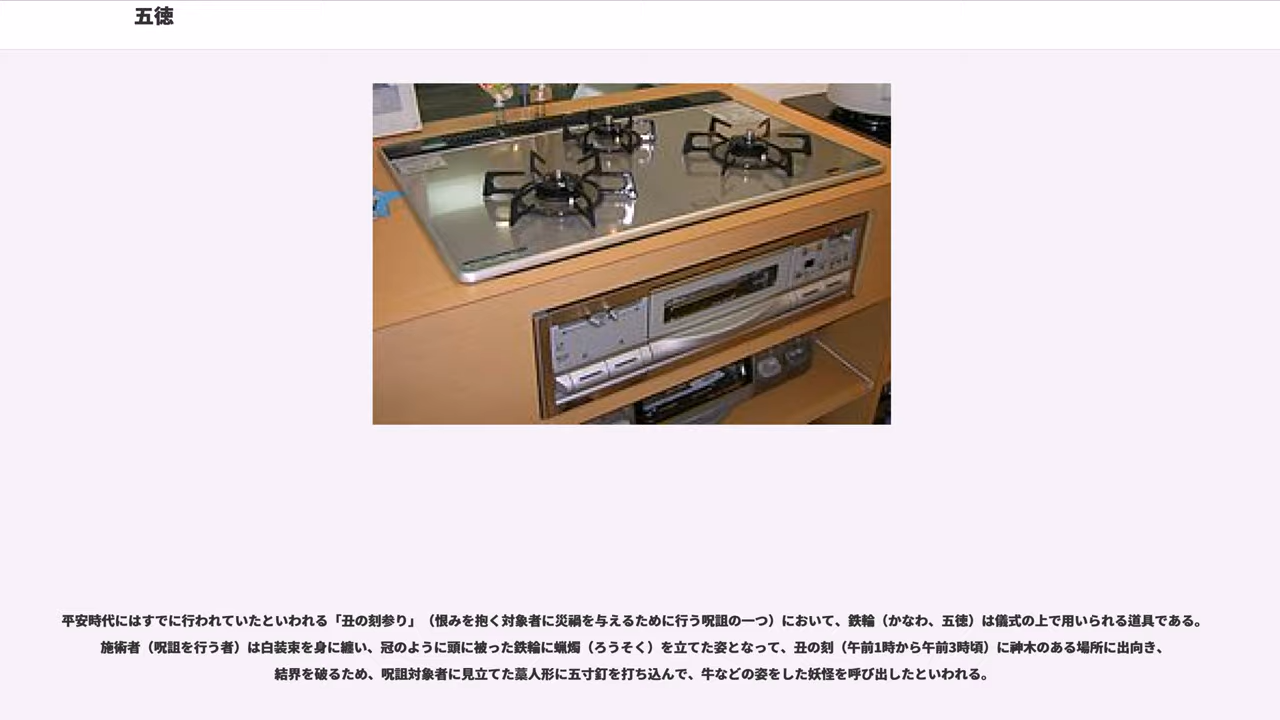 五徳
平安時代にはすでに行われていたといわれる「丑の刻参り」（恨みを抱く対象者に災禍を与えるために行う呪詛の一つ）において、鉄輪（かなわ、五徳）は儀式の上で用いられる道具である。
施術者（呪詛を行う者）は白装束を身に纏い、冠のように頭に被った鉄輪に蝋燭（ろうそく）を立てた姿となって、丑の刻（午前1時から午前3時頃）に神木のある場所に出向き、
結界を破るため、呪詛対象者に見立てた藁人形に五寸釘を打ち込んで、牛などの姿をした妖怪を呼び出したといわれる。